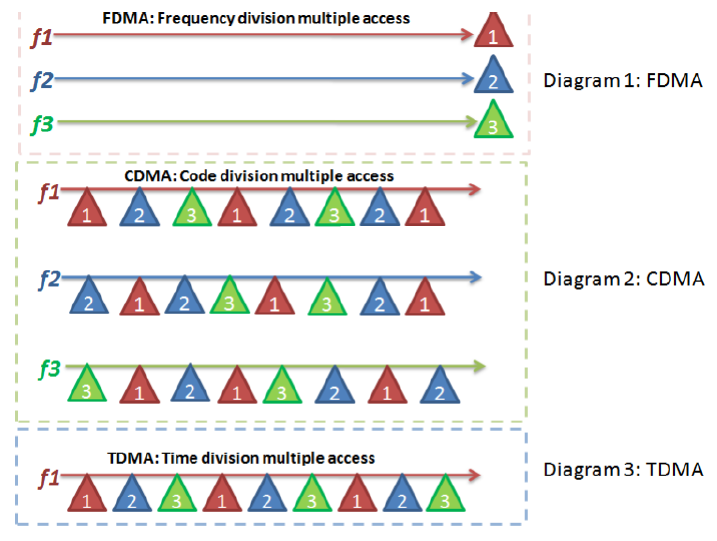 FDMA: Frequency division multiple access
f1 1
f2 2
f3 3
Diagram 1: FDMA
CDMA: Code division multiple access
f1
1 2 3 1 2 3 2 1
f2
2 1 2 3 1 3 2 1
f3
3 1 2 1 3 2 1 2
Diagram 2: CDMA
TDMA: Time division multiple access
f1
1 2 3 1 2 3 1 2 3
Diagram 3: TDMA